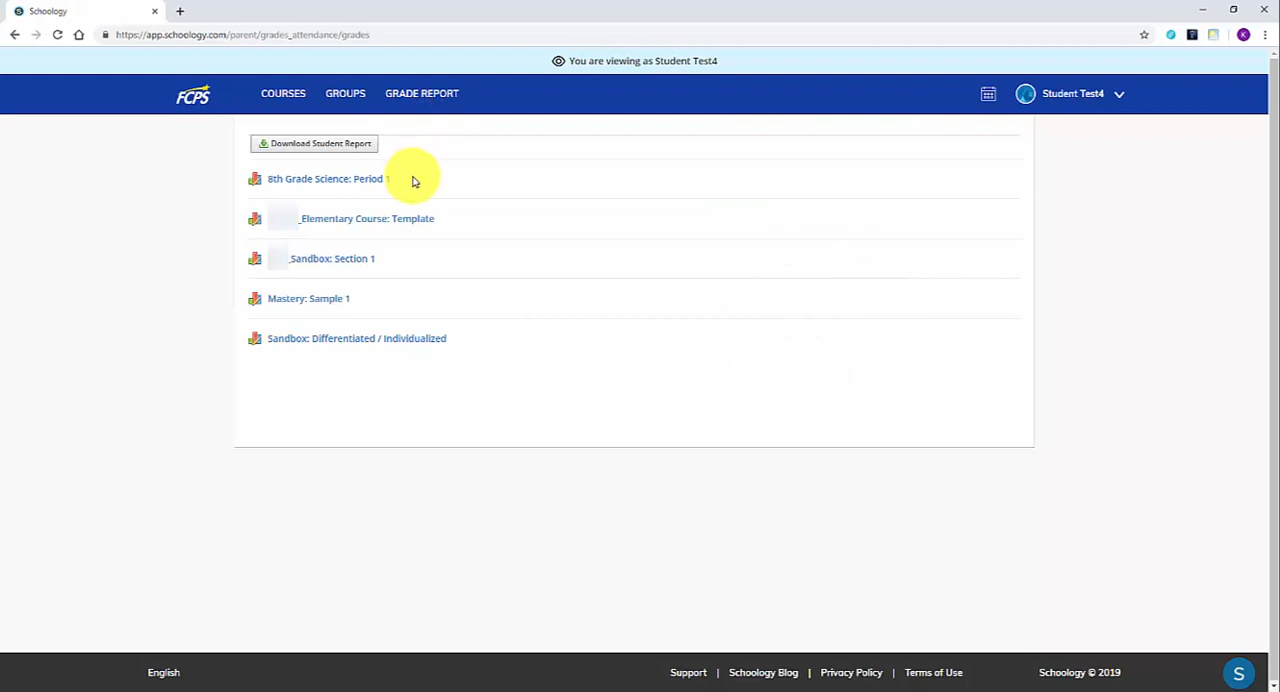 Schoology
https://app.schoology.com/parent/grades_attendance/grades
K
You are viewing as Student Test4
FCPS COURSES GROUPS GRADE REPORT Student Test4
Download Student Report
8th Grade Science: Period 1
_Elementary Course: Template
_Sandbox: Section 1
Mastery: Sample 1
Sandbox: Differentiated / Individualized
English Support | Schoology Blog | Privacy Policy | Terms of Use Schoology © 2019 S